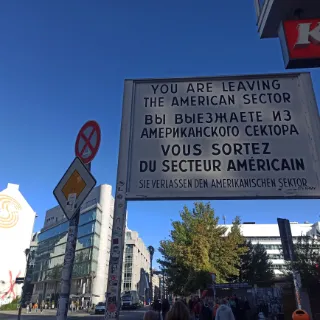 YOU ARE LEAVING
THE AMERICAN SECTOR
ВЫ ВЫЕЗЖАЕТЕ ИЗ
АМЕРИКАНСКОГО СЕКТОРА
VOUS SORTEZ
DU SECTEUR AMÉRICAIN
SIE VERLASSEN DEN AMERIKANISCHEN SEKTOR
K